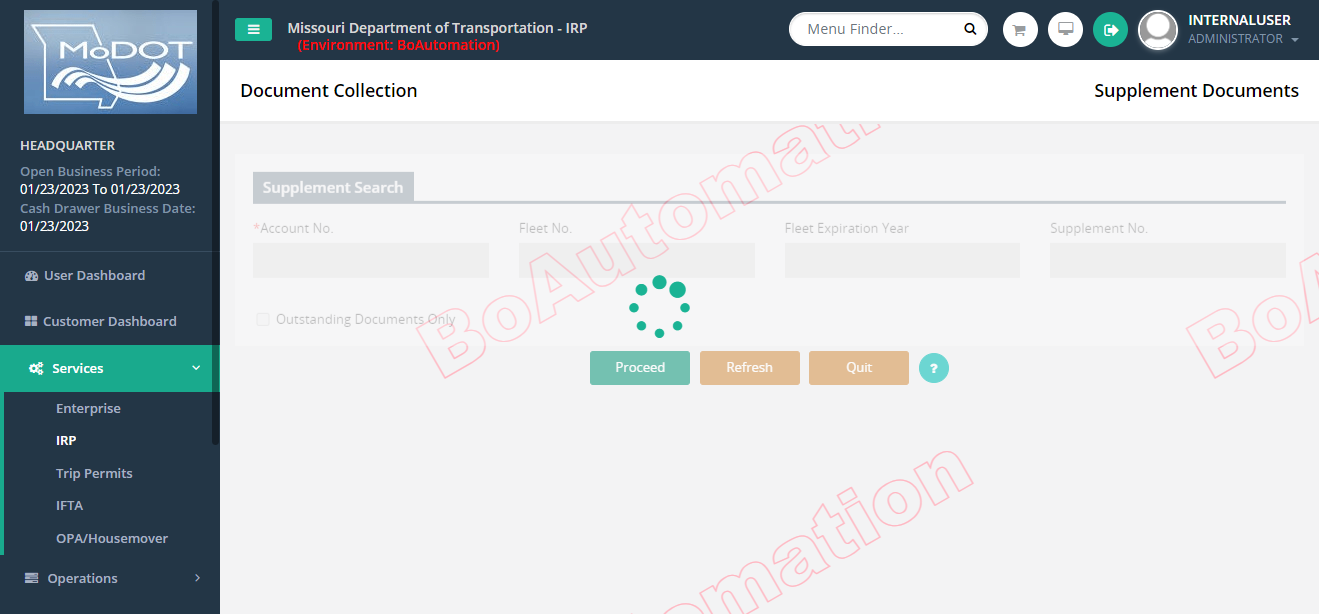 MoDOT
Missouri Department of Transportation - IRP
(Environment: BoAutomation)
Menu Finder...
INTERNALUSER
ADMINISTRATOR
Document Collection
Supplement Documents
HEADQUARTER
Open Business Period:
01/23/2023 To 01/23/2023
Cash Drawer Business Date:
01/23/2023
User Dashboard
Customer Dashboard
Services
Enterprise
IRP
Trip Permits
IFTA
OPA/Housemover
Operations
Supplement Search
*Account No.
Fleet No.
Fleet Expiration Year
Supplement No.
Outstanding Documents Only
Proceed
Refresh
Quit
?
BoAutomati
BoA
mation